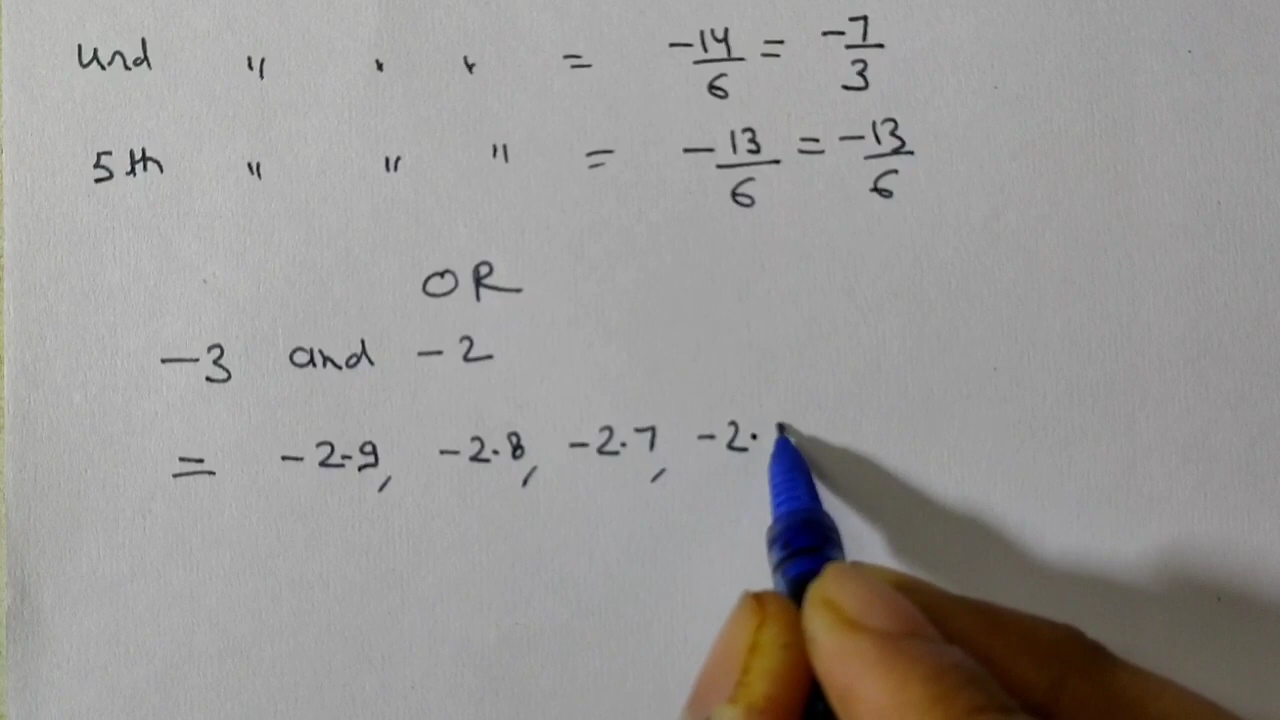 4rd " " " = -14/6 = -7/3
5th " " " = -13/6 = -13/6
OR
-3 and -2
= -2.9, -2.8, -2.7, -2.